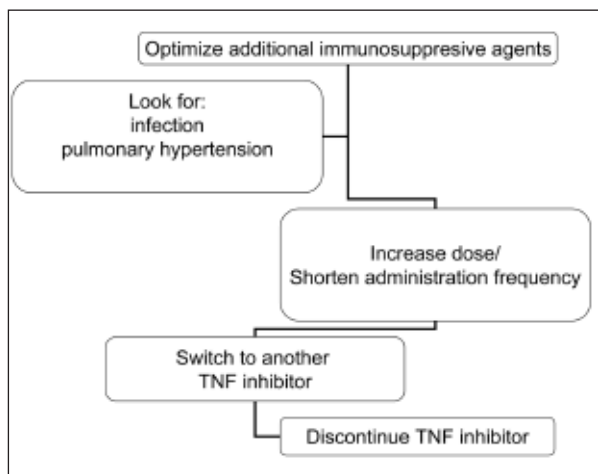 Optimize additional immunosuppresive agents
Look for:
infection
pulmonary hypertension
Increase dose/
Shorten administration frequency
Switch to another
TNF inhibitor
Discontinue TNF inhibitor